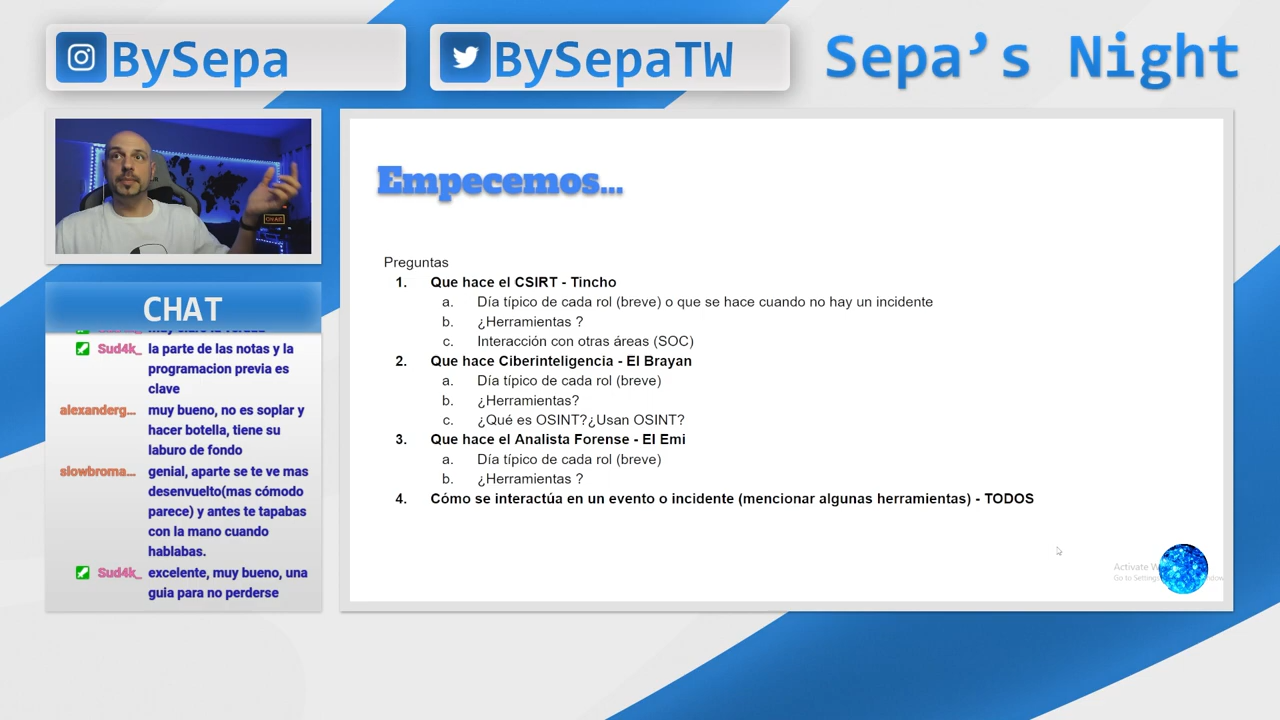 BySepa
BySepaTW
Sepa’s Night
CHAT
Sud4k_ la parte de las notas y la
programacion previa es
clave
alexanderg... muy bueno, no es soplar y
hacer botella, tiene su
laburo de fondo
slowbroma... genial, aparte se te ve mas
desenvuelto(mas cómodo
parece) y antes te tapabas
con la mano cuando
hablabas.
Sud4k_ excelente, muy bueno, una
guia para no perderse
Empecemos...
Preguntas
1. Que hace el CSIRT - Tincho
a. Día típico de cada rol (breve) o que se hace cuando no hay un incidente
b. ¿Herramientas ?
c. Interacción con otras áreas (SOC)
2. Que hace Ciberinteligencia - El Brayan
a. Día típico de cada rol (breve)
b. ¿Herramientas?
c. ¿Qué es OSINT?¿Usan OSINT?
3. Que hace el Analista Forense - El Emi
a. Día típico de cada rol (breve)
b. ¿Herramientas ?
4. Cómo se interactúa en un evento o incidente (mencionar algunas herramientas) - TODOS
Activate
Go to